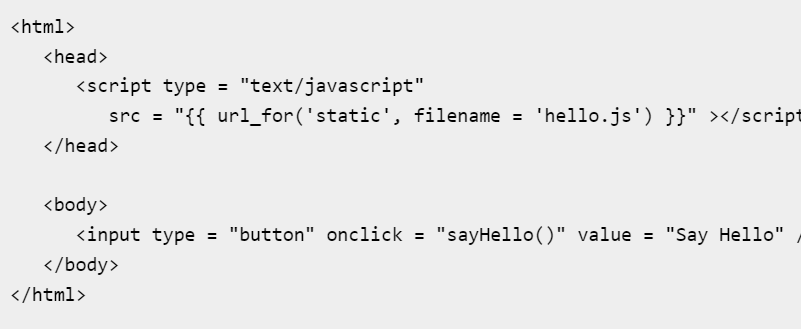 <html>
<head>
<script type = "text/javascript"
src = "{{ url_for('static', filename = 'hello.js') }}" ></script
</head>
<body>
<input type = "button" onclick = "sayHello()" value = "Say Hello" /
</body>
</html>